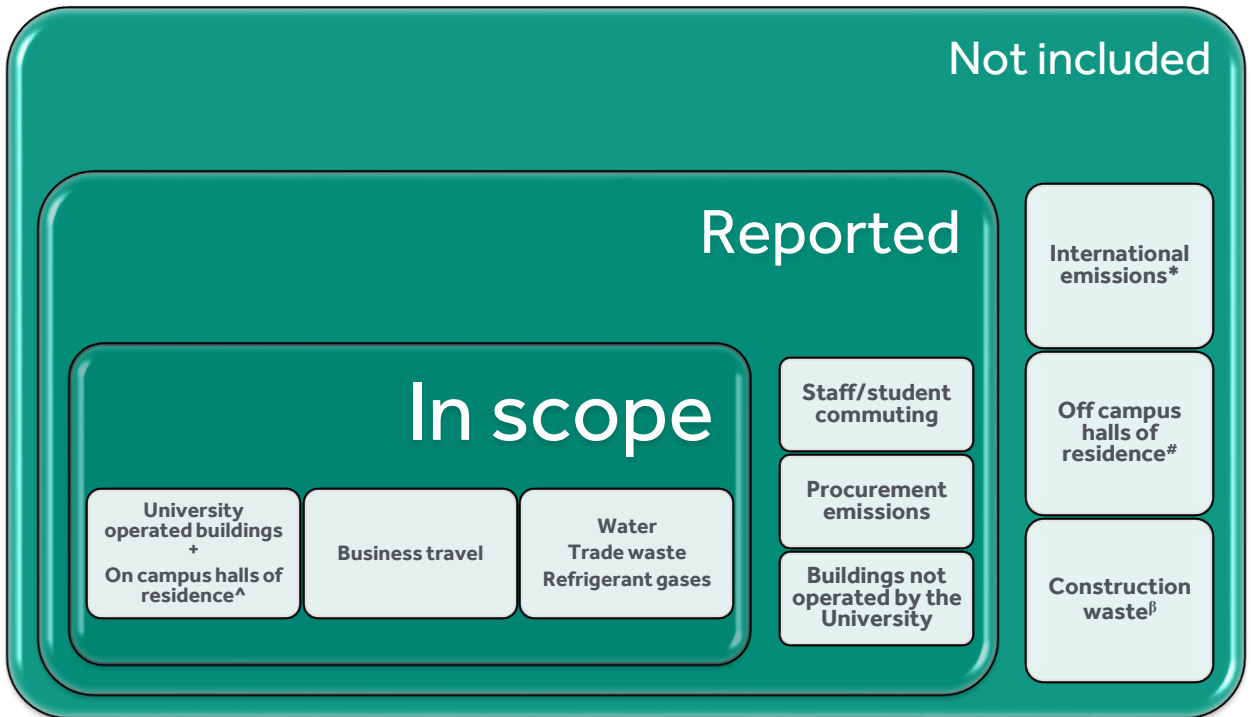 Not included
Reported
In scope
University
operated buildings
+
On campus halls of
residence^
Business travel
Water
Trade waste
Refrigerant gases
Staff/student
commuting
Procurement
emissions
Buildings not
operated by the
University
International
emissions*
Off campus
halls of
residence#
Construction
wasteβ